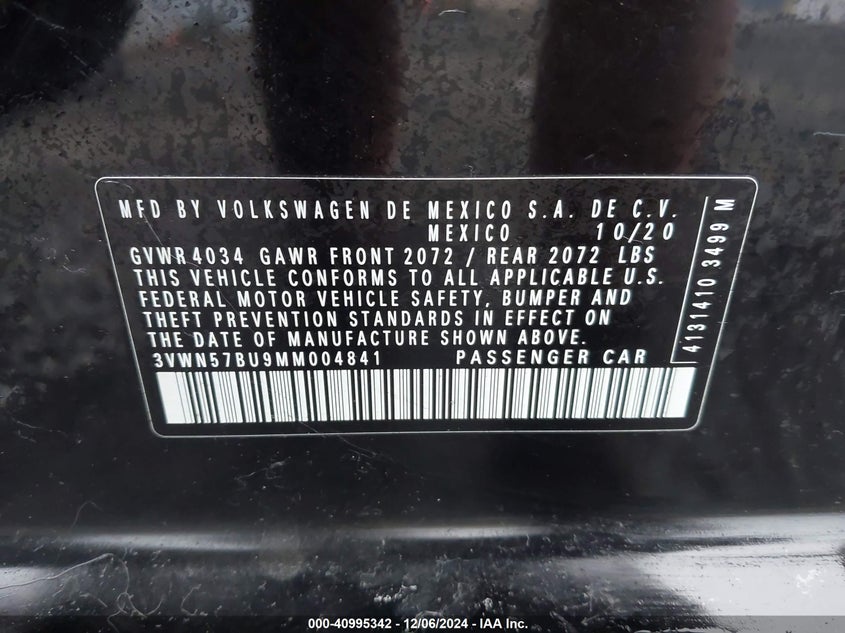 MFD BY VOLKSWAGEN DE MEXICO S.A. DE C.V.
MEXICO 10/20
GVWR 4034 GAWR FRONT 2072 / REAR 2072 LBS
THIS VEHICLE CONFORMS TO ALL APPLICABLE U.S.
FEDERAL MOTOR VEHICLE SAFETY, BUMPER AND
THEFT PREVENTION STANDARDS IN EFFECT ON
THE DATE OF MANUFACTURE SHOWN ABOVE.
3VWN57BU9MM004841 PASSENGER CAR
4131410 3499 M
000-40995342 - 12/06/2024 - IAA Inc.